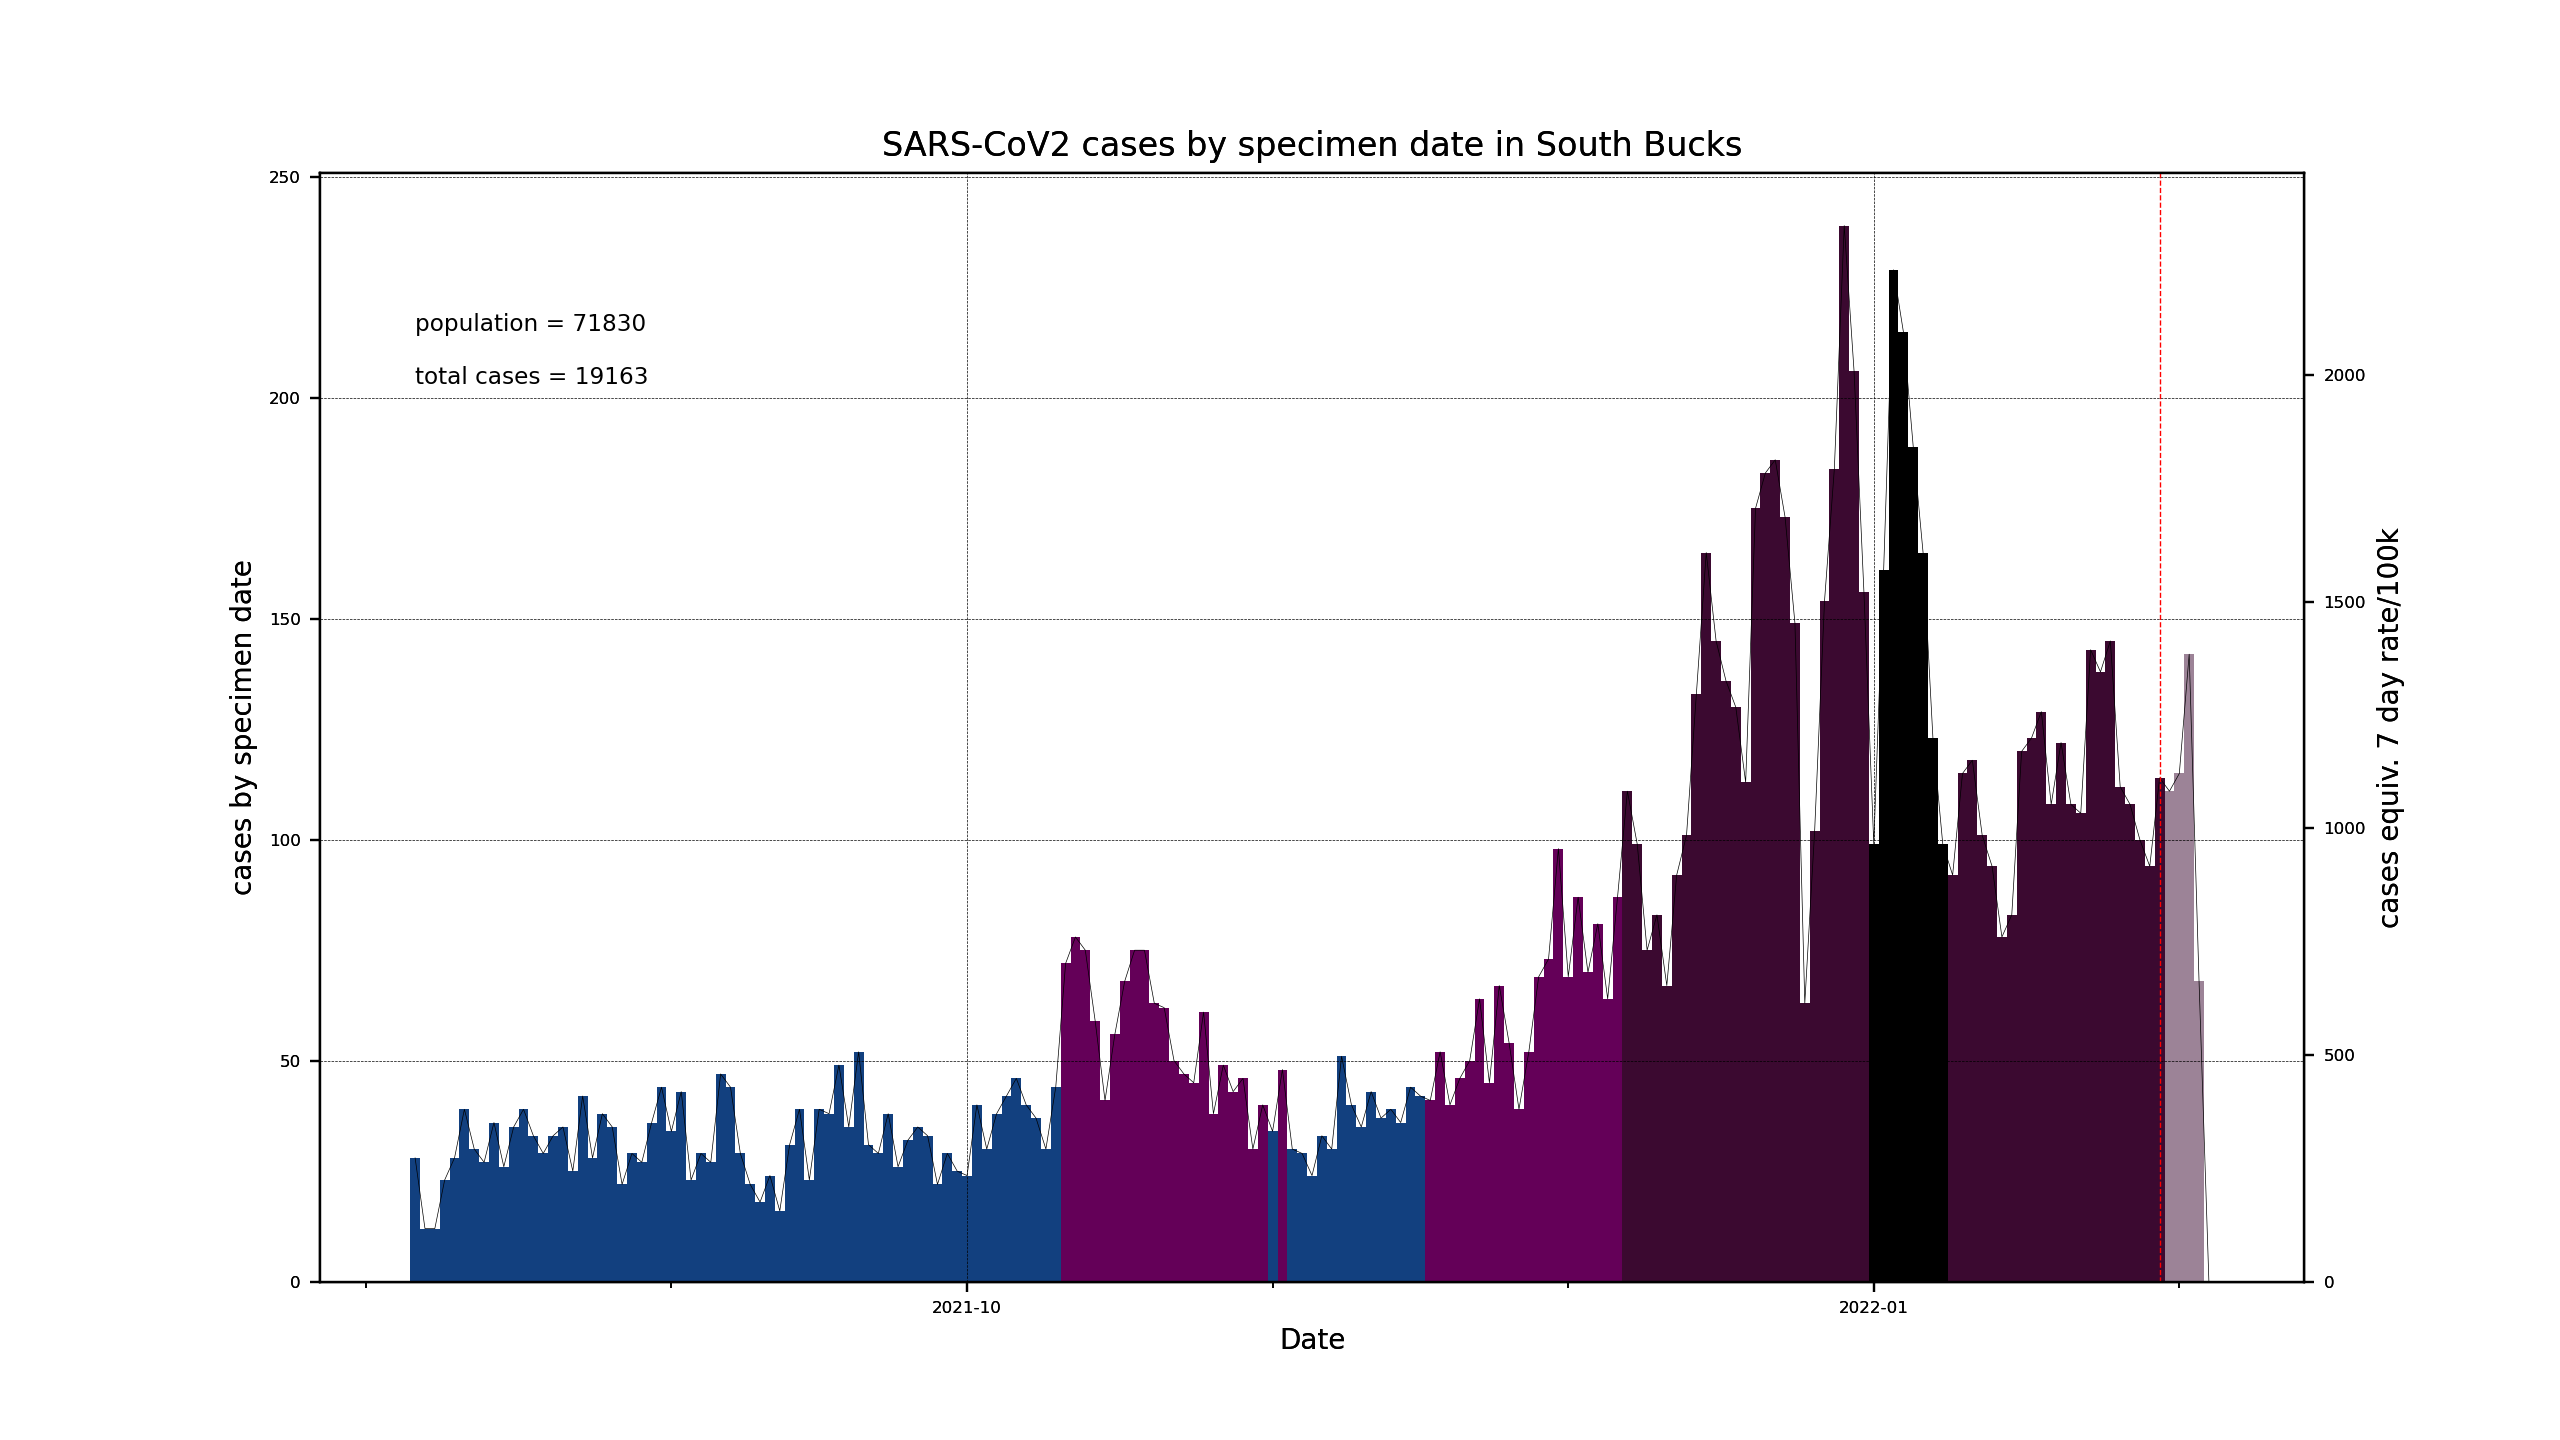 SARS-CoV2 cases by specimen date in South Bucks
population = 71830
total cases = 19163
cases by specimen date
250
200
150
100
50
0
2000
1500
1000
500
0
cases equiv. 7 day rate/100k
2021-10
2022-01
Date